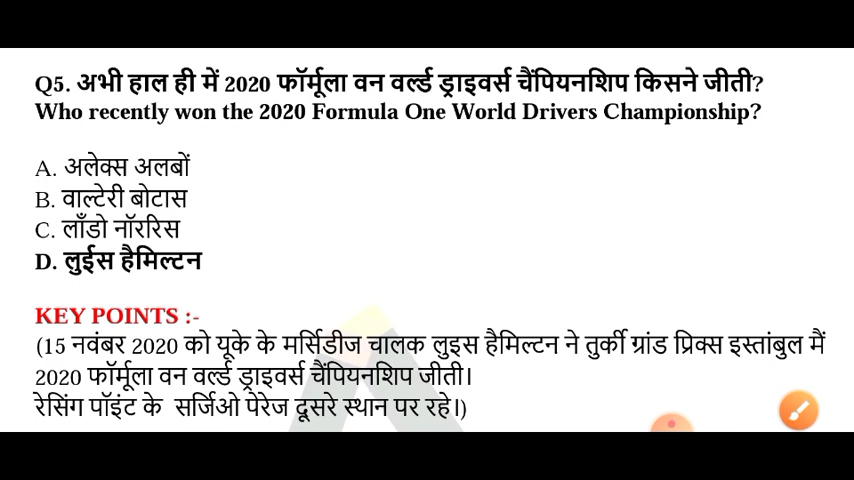 Q5. अभी हाल ही में 2020 फॉर्मूला वन वर्ल्ड ड्राइवर्स चैंपियनशिप किसने जीती?
Who recently won the 2020 Formula One World Drivers Championship?
A. अलेक्स अलबों
B. वाल्टेरी बोटास
C. लाँडो नॉररिस
D. लुईस हैमिल्टन
KEY POINTS :-
(15 नवंबर 2020 को यूके के मर्सिडीज चालक लुइस हैमिल्टन ने तुर्की ग्रांड प्रिक्स इस्तांबुल मैं
2020 फॉर्मूला वन वर्ल्ड ड्राइवर्स चैंपियनशिप जीती।
रेसिंग पॉइंट के सर्जिओ पेरेज दूसरे स्थान पर रहे।)